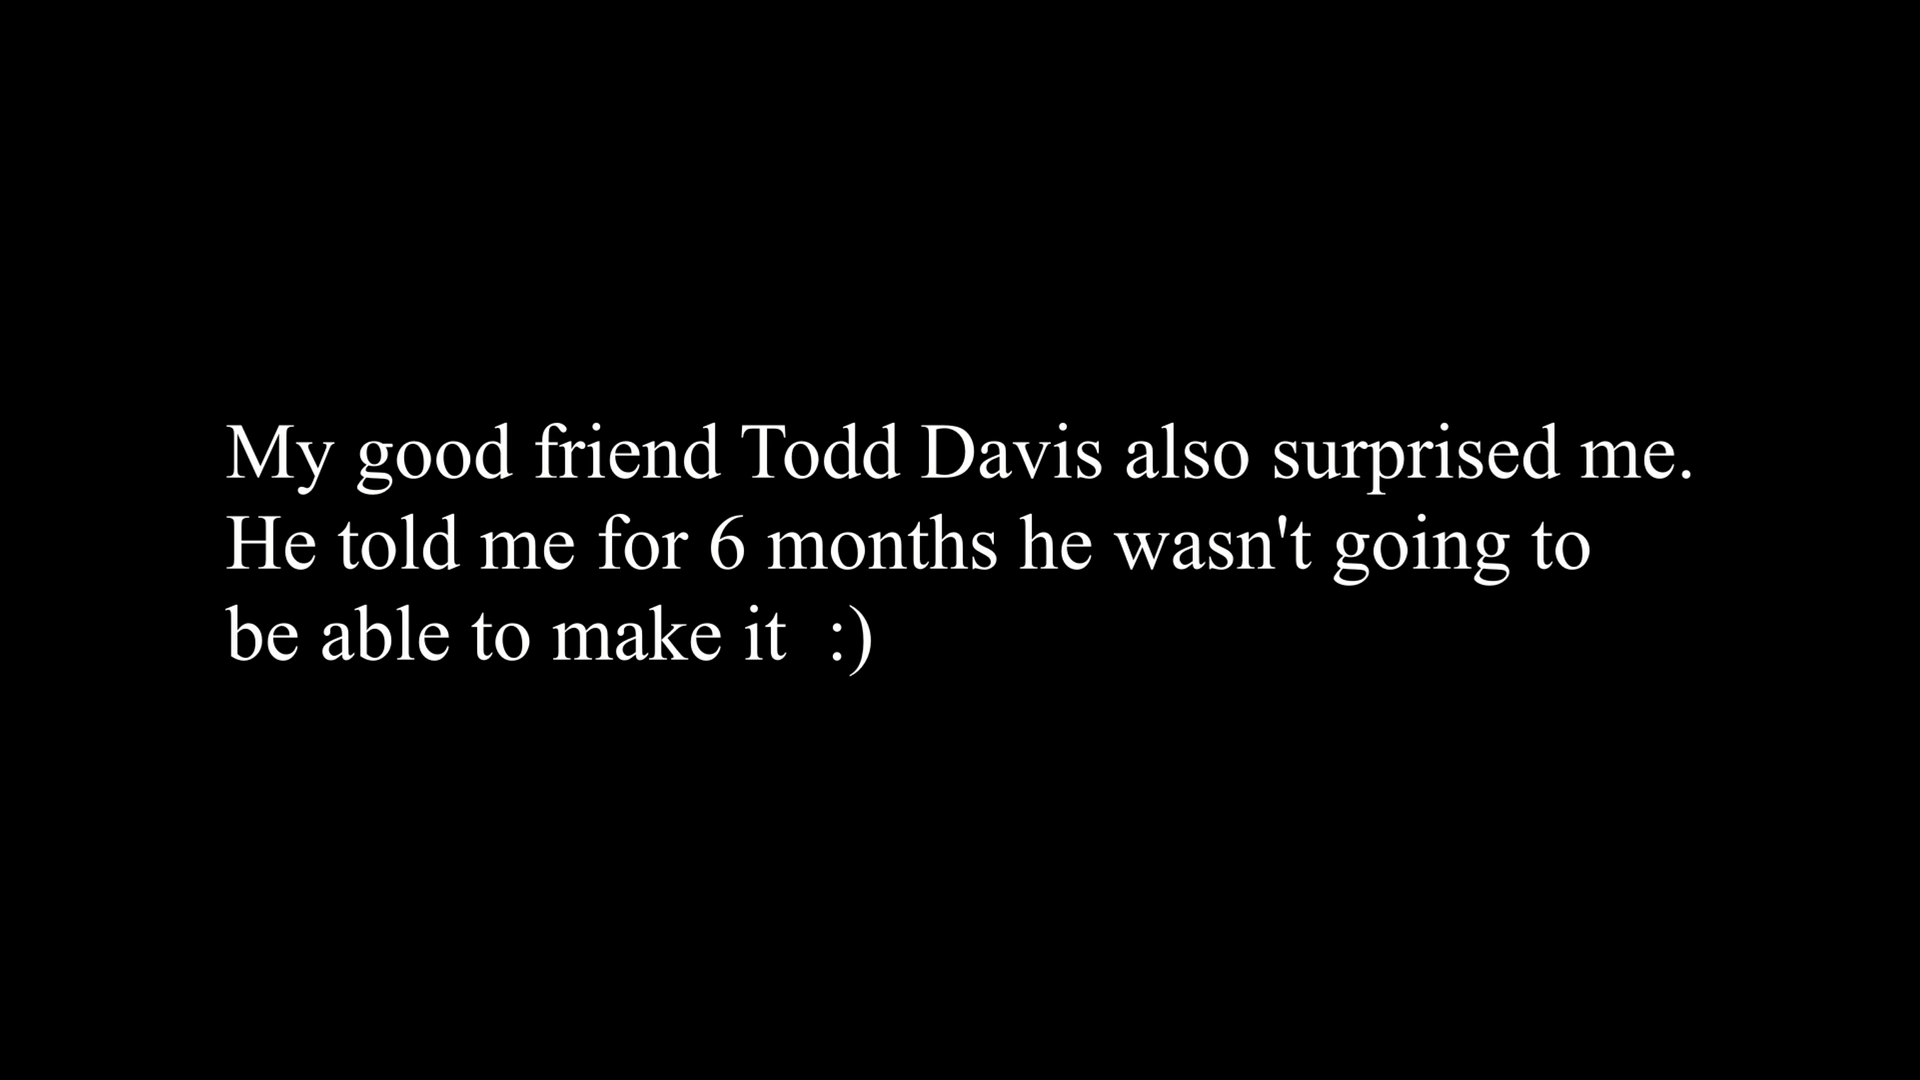 My good friend Todd Davis also surprised me.
He told me for 6 months he wasn't going to
be able to make it  :)